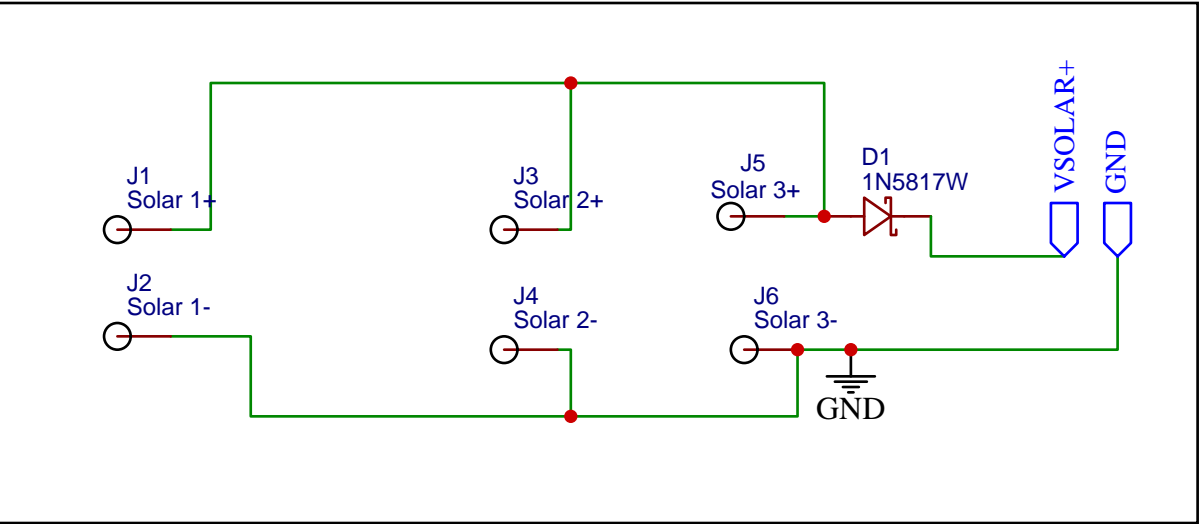 J1
Solar 1+
J3
Solar 2+
J5
Solar 3+
D1
1N5817W
VSOLAR+
GND
J2
Solar 1-
J4
Solar 2-
J6
Solar 3-
GND